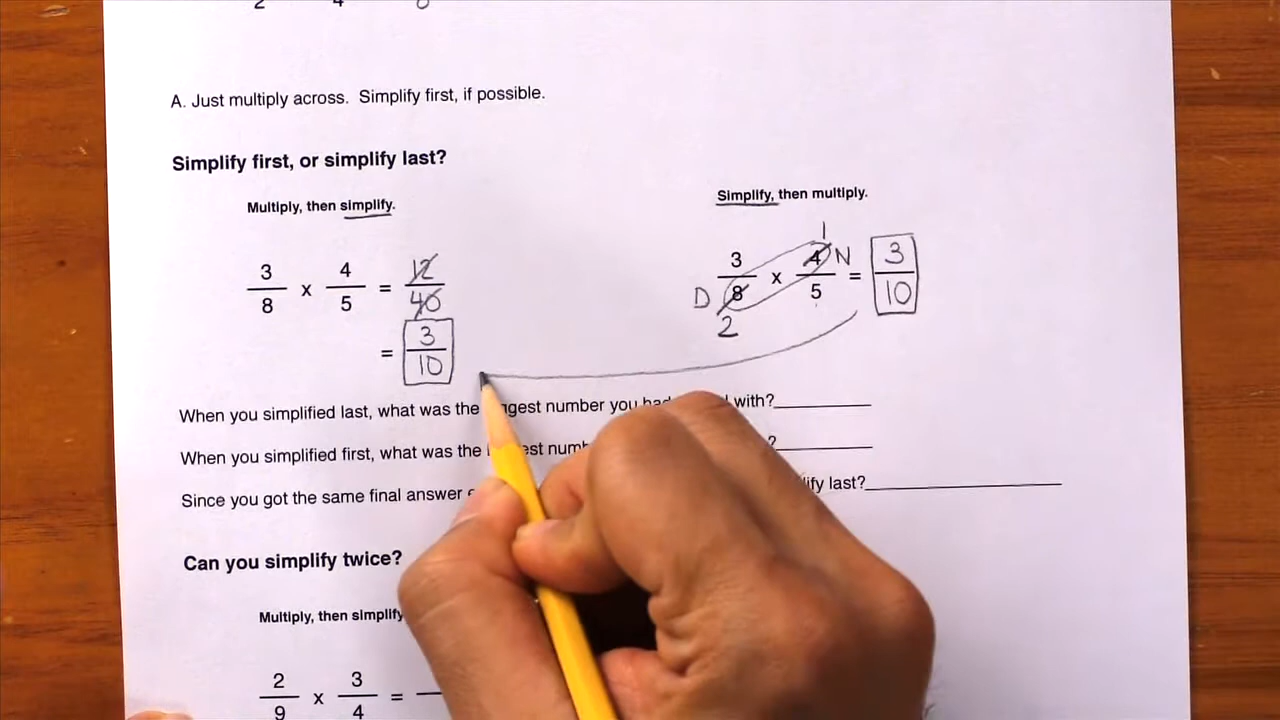 A. Just multiply across. Simplify first, if possible.
Simplify first, or simplify last?
Multiply, then simplify.
3/8 x 4/5 = 12/40
= 3/10
Simplify, then multiply.
1
3/8 x 4/5 = 3/10
D N
2
When you simplified last, what was the number you had with?
When you simplified first, what was the ?
Since you got the same final answer last?
Can you simplify twice?
Multiply, then simplify
2/9 x 3/4 =